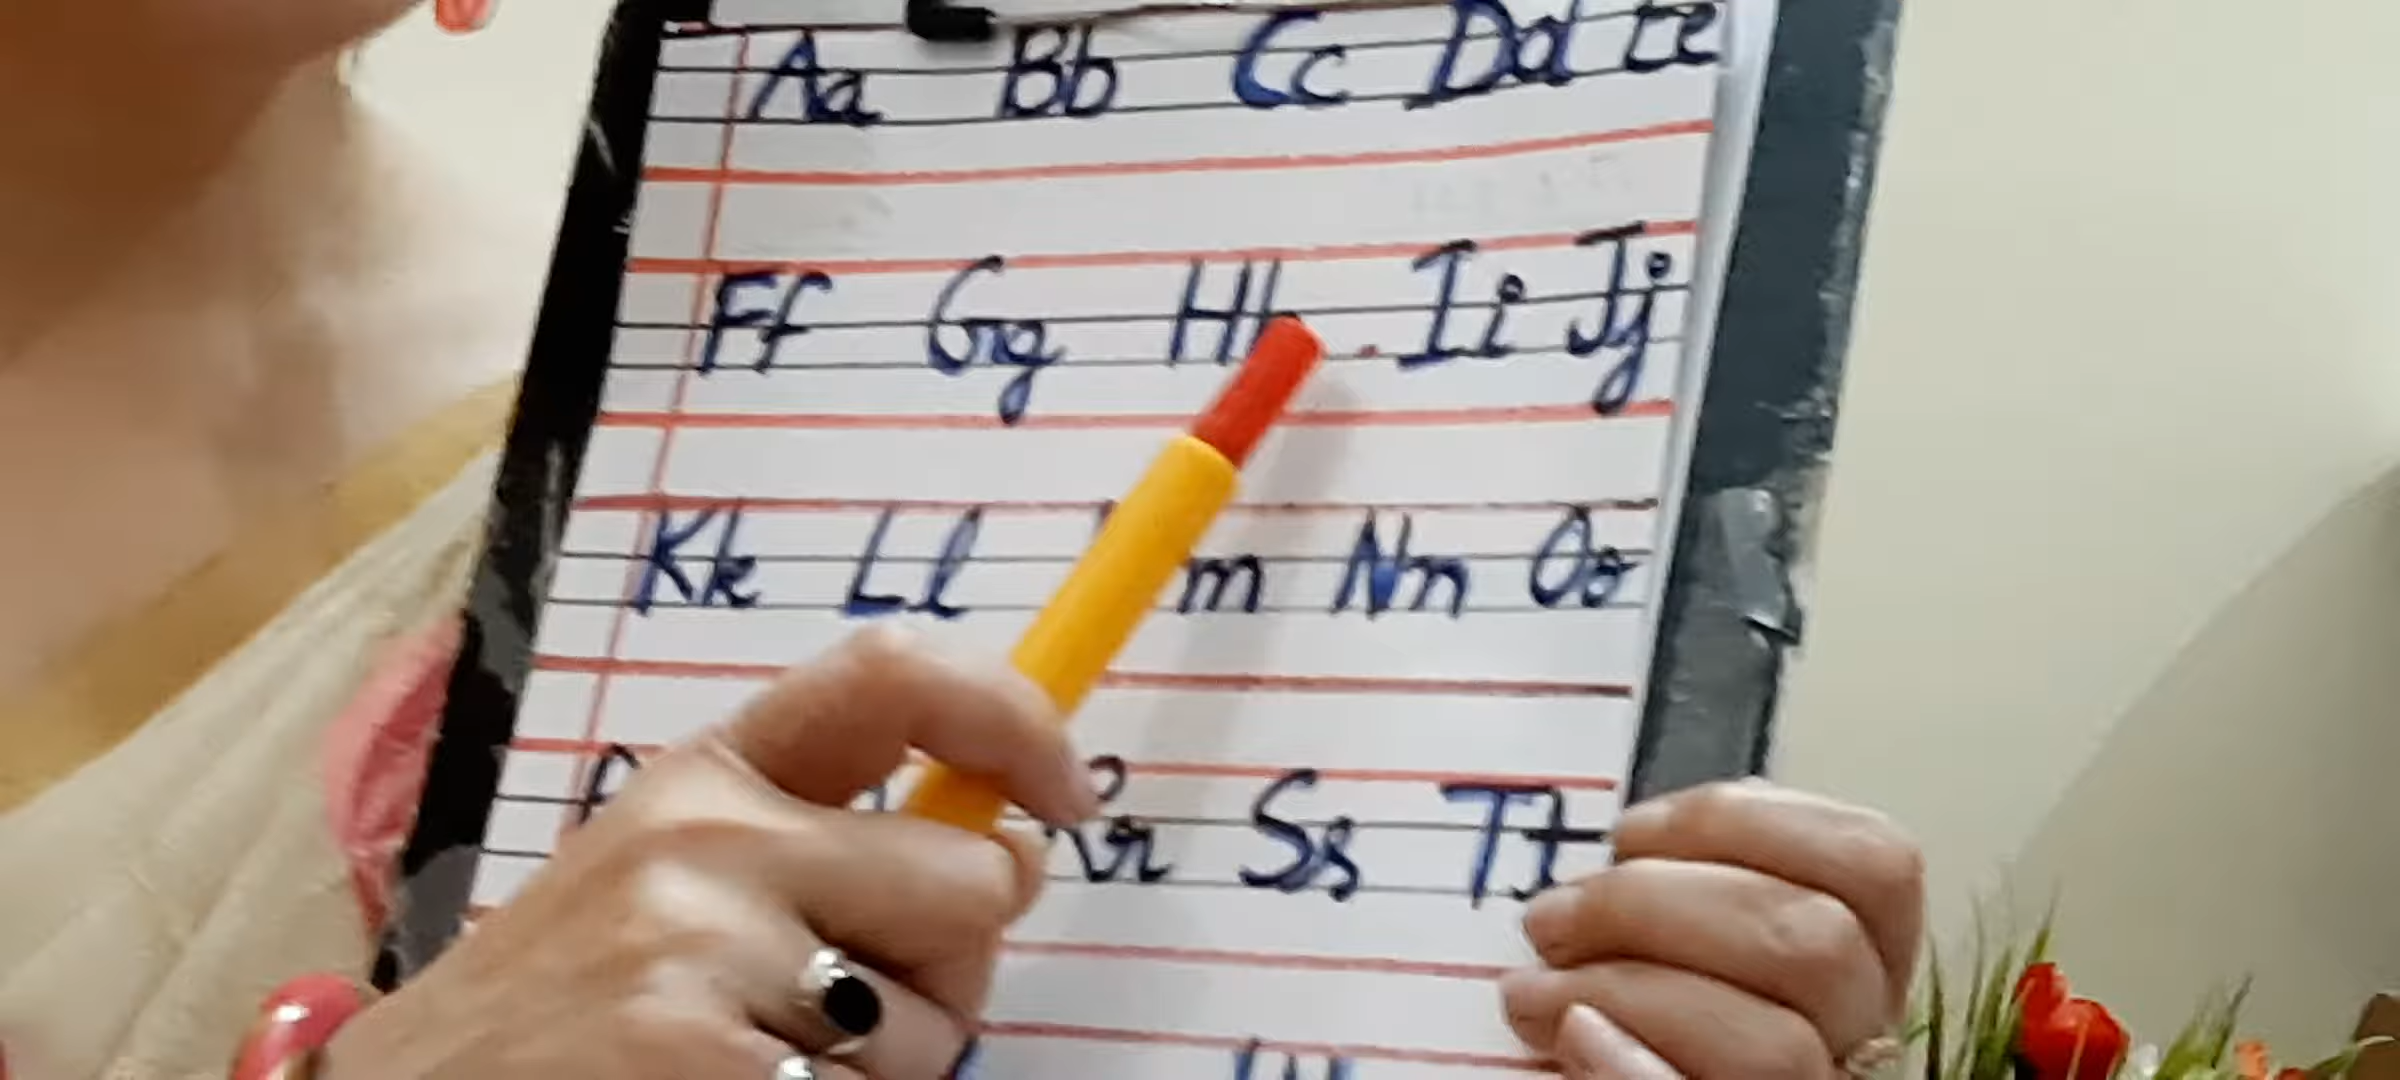 Aa Bb Cc Dd Ee
Ff Gg Hh Ii Jj
Kk Ll m Nn Oo
Rr Ss Tt